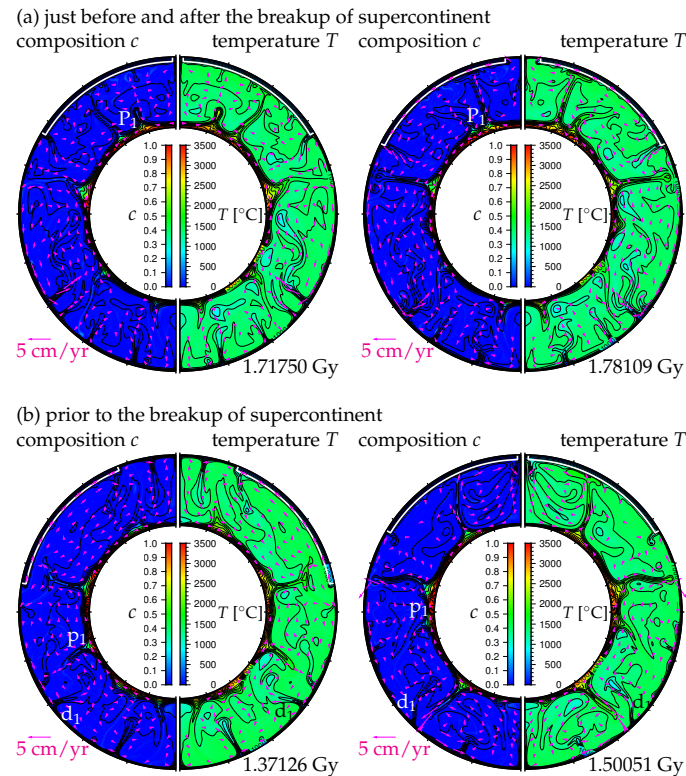 (a) just before and after the breakup of supercontinent
composition c temperature T composition c temperature T
P1 P1
1.0 3500 1.0 3500
0.9 3000 0.9 3000
0.8 0.8
0.7 2500 0.7 2500
0.6 2000 0.6 2000
c 0.5 T [°C] c 0.5 T [°C]
0.4 1500 0.4 1500
0.3 1000 0.3 1000
0.2 500 0.2 500
0.1 0.1
0.0 0 0.0 0
5 cm/yr 1.71750 Gy 5 cm/yr 1.78109 Gy
(b) prior to the breakup of supercontinent
composition c temperature T composition c temperature T
1.0 3500 1.0 3500
0.9 3000 0.9 3000
0.8 0.8
0.7 2500 0.7 2500
0.6 2000 0.6 2000
c 0.5 T [°C] p1 c 0.5 T [°C]
0.4 1500 0.4 1500
p1 0.3 1000 0.3 1000
0.2 500 0.2 500
0.1 0.1
0.0 0 0.0 0
d1 d1 d1 d1
5 cm/yr 1.37126 Gy 5 cm/yr 1.50051 Gy